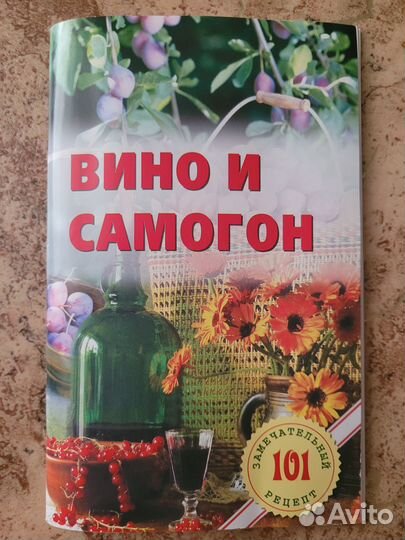 ВИНО И
САМОГОН
ЗАМЕЧАТЕЛЬНЫЙ
101
РЕЦЕПТ
Avito